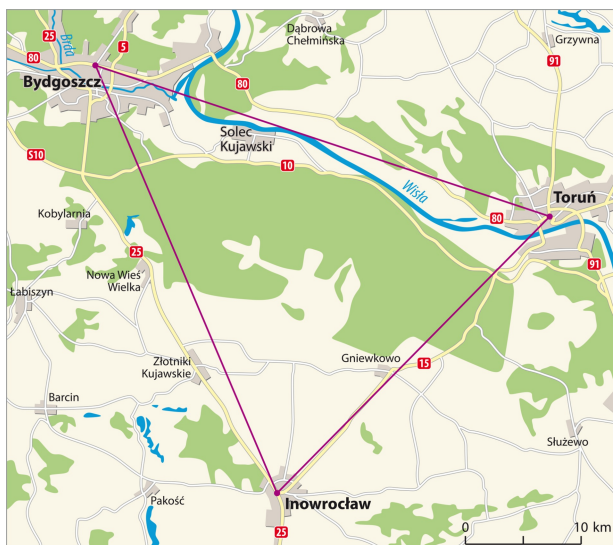 Dąbrowa
Chełmińska
Grzywna
25
Brda
5
80
91
Bydgoszcz
80
Solec
Kujawski
S10
10
Wisła
Toruń
80
Kobylarnia
25
91
Nowa Wieś
Wielka
Łabiszyn
Złotniki
Kujawskie
Gniewkowo
15
Barcin
Służewo
Pakość
Inowrocław
25
0 10 km